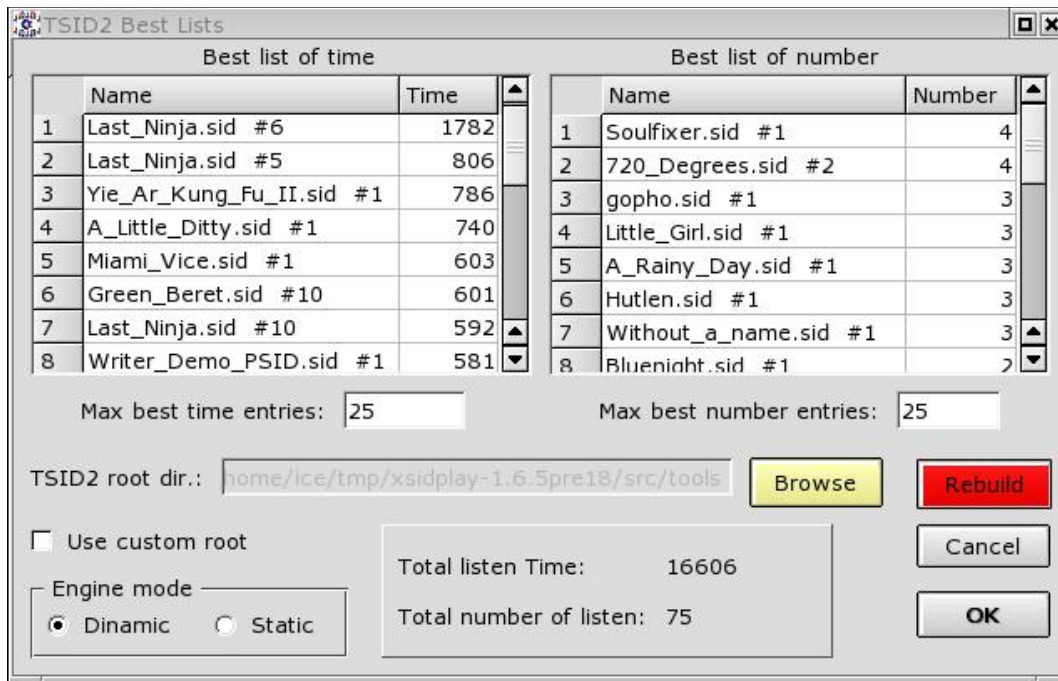 TSID2 Best Lists
Best list of time
Name Time
1 Last_Ninja.sid #6 1782
2 Last_Ninja.sid #5 806
3 Yie_Ar_Kung_Fu_II.sid #1 786
4 A_Little_Ditty.sid #1 740
5 Miami_Vice.sid #1 603
6 Green_Beret.sid #10 601
7 Last_Ninja.sid #10 592
8 Writer_Demo_PSID.sid #1 581
Max best time entries: 25
Best list of number
Name Number
1 Soulfixer.sid #1 4
2 720_Degrees.sid #2 4
3 gopho.sid #1 3
4 Little_Girl.sid #1 3
5 A_Rainy_Day.sid #1 3
6 Hutlen.sid #1 3
7 Without_a_name.sid #1 3
8 Bluenight.sid #1 2
Max best number entries: 25
TSID2 root dir.: home/ice/tmp/xsidplay-1.6.5pre18/src/tools Browse Rebuild
Use custom root
Engine mode
Dinamic Static
Total listen Time: 16606
Total number of listen: 75
Cancel
OK